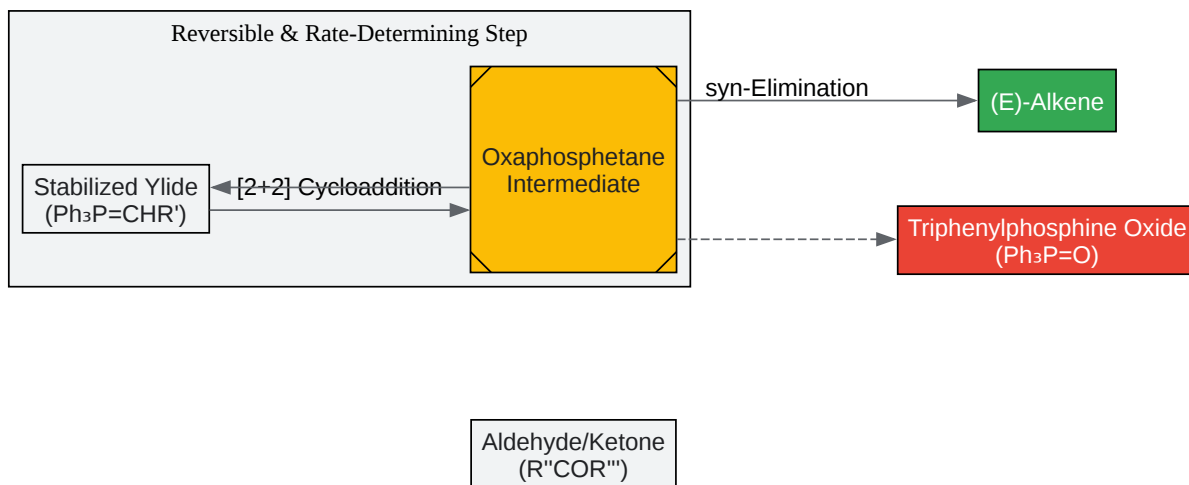 Reversible & Rate-Determining Step
syn-Elimination
(E)-Alkene
Oxaphosphetane
Intermediate
Stabilized Ylide
(Ph₃P=CHR')
[2+2] Cycloaddition
Triphenylphosphine Oxide
(Ph₃P=O)
Aldehyde/Ketone
(R''COR''')